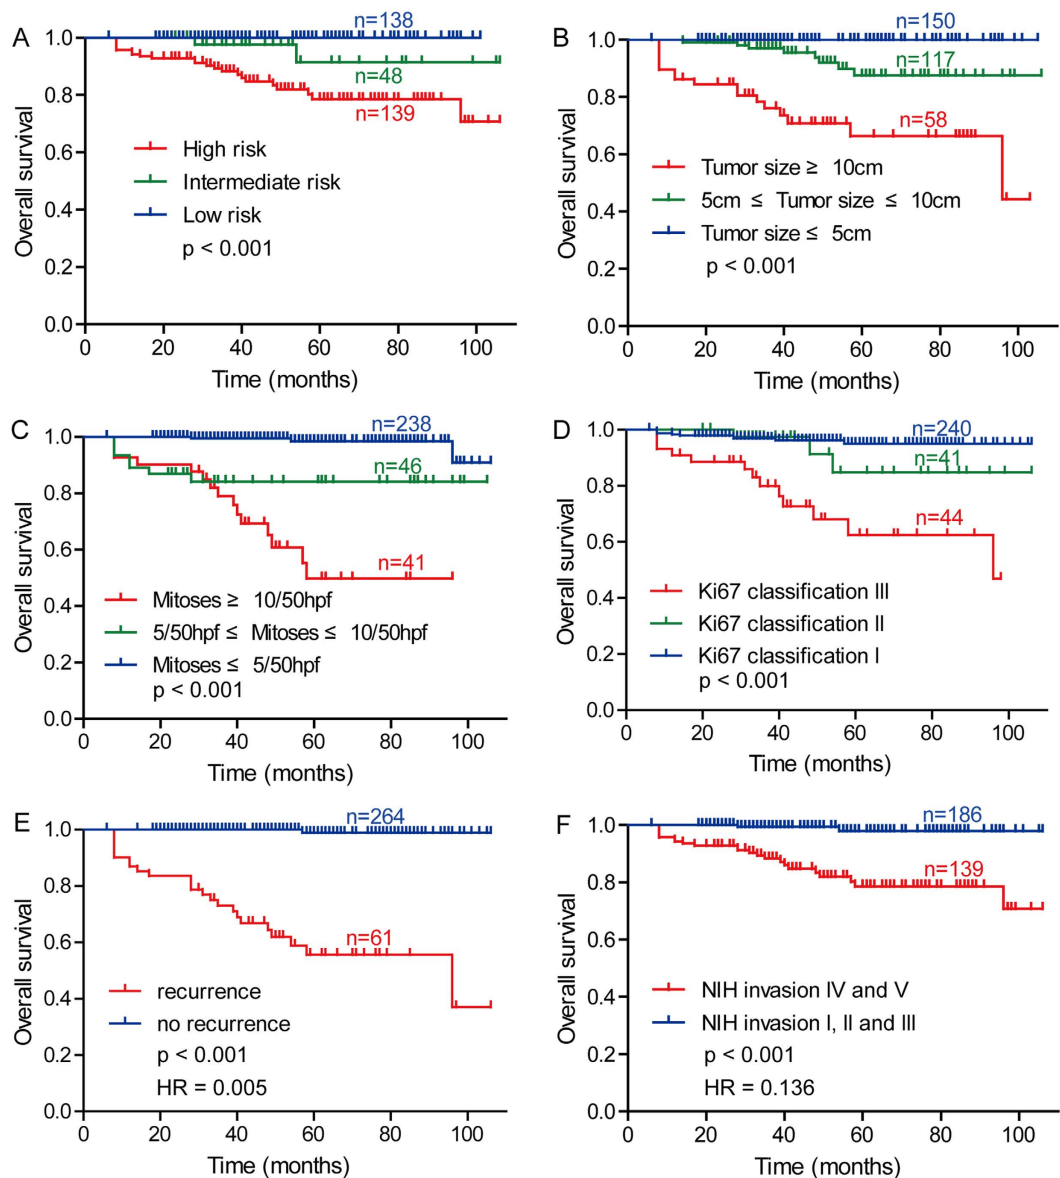 A
n=138
n=48
n=139
High risk
Intermediate risk
Low risk
p < 0.001
Overall survival
1.0
0.8
0.6
0.4
0.2
0.0
0 20 40 60 80 100
Time (months)
B
n=150
n=117
n=58
Tumor size ≥ 10cm
5cm ≤ Tumor size ≤ 10cm
Tumor size ≤ 5cm
p < 0.001
Overall survival
1.0
0.8
0.6
0.4
0.2
0.0
0 20 40 60 80 100
Time (months)
C
n=238
n=46
n=41
Mitoses ≥ 10/50hpf
5/50hpf ≤ Mitoses ≤ 10/50hpf
Mitoses ≤ 5/50hpf
p < 0.001
Overall survival
1.0
0.8
0.6
0.4
0.2
0.0
0 20 40 60 80 100
Time (months)
D
n=240
n=41
n=44
Ki67 classification III
Ki67 classification II
Ki67 classification I
p < 0.001
Overall survival
1.0
0.8
0.6
0.4
0.2
0.0
0 20 40 60 80 100
Time (months)
E
n=264
n=61
recurrence
no recurrence
p < 0.001
HR = 0.005
Overall survival
1.0
0.8
0.6
0.4
0.2
0.0
0 20 40 60 80 100
Time (months)
F
n=186
n=139
NIH invasion IV and V
NIH invasion I, II and III
p < 0.001
HR = 0.136
Overall survival
1.0
0.8
0.6
0.4
0.2
0.0
0 20 40 60 80 100
Time (months)